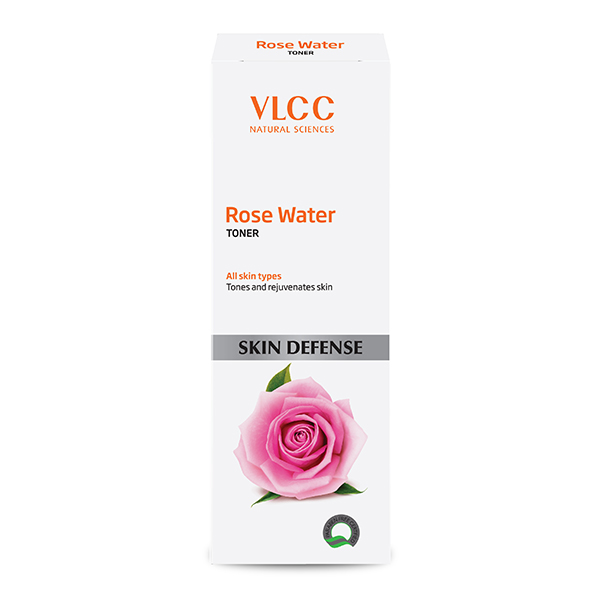 Rose Water
TONER
VLCC
NATURAL SCIENCES
Rose Water
TONER
All skin types
Tones and rejuvenates skin
SKIN DEFENSE